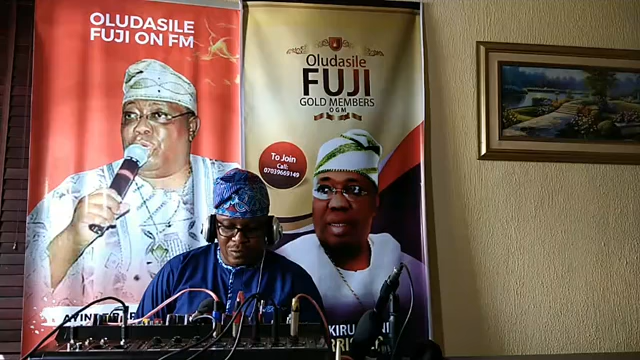 OLUDASILE
FUJI ON FM
Oludasile
FUJI
GOLD MEMBERS
OGM
To Join
Call:
07039669149